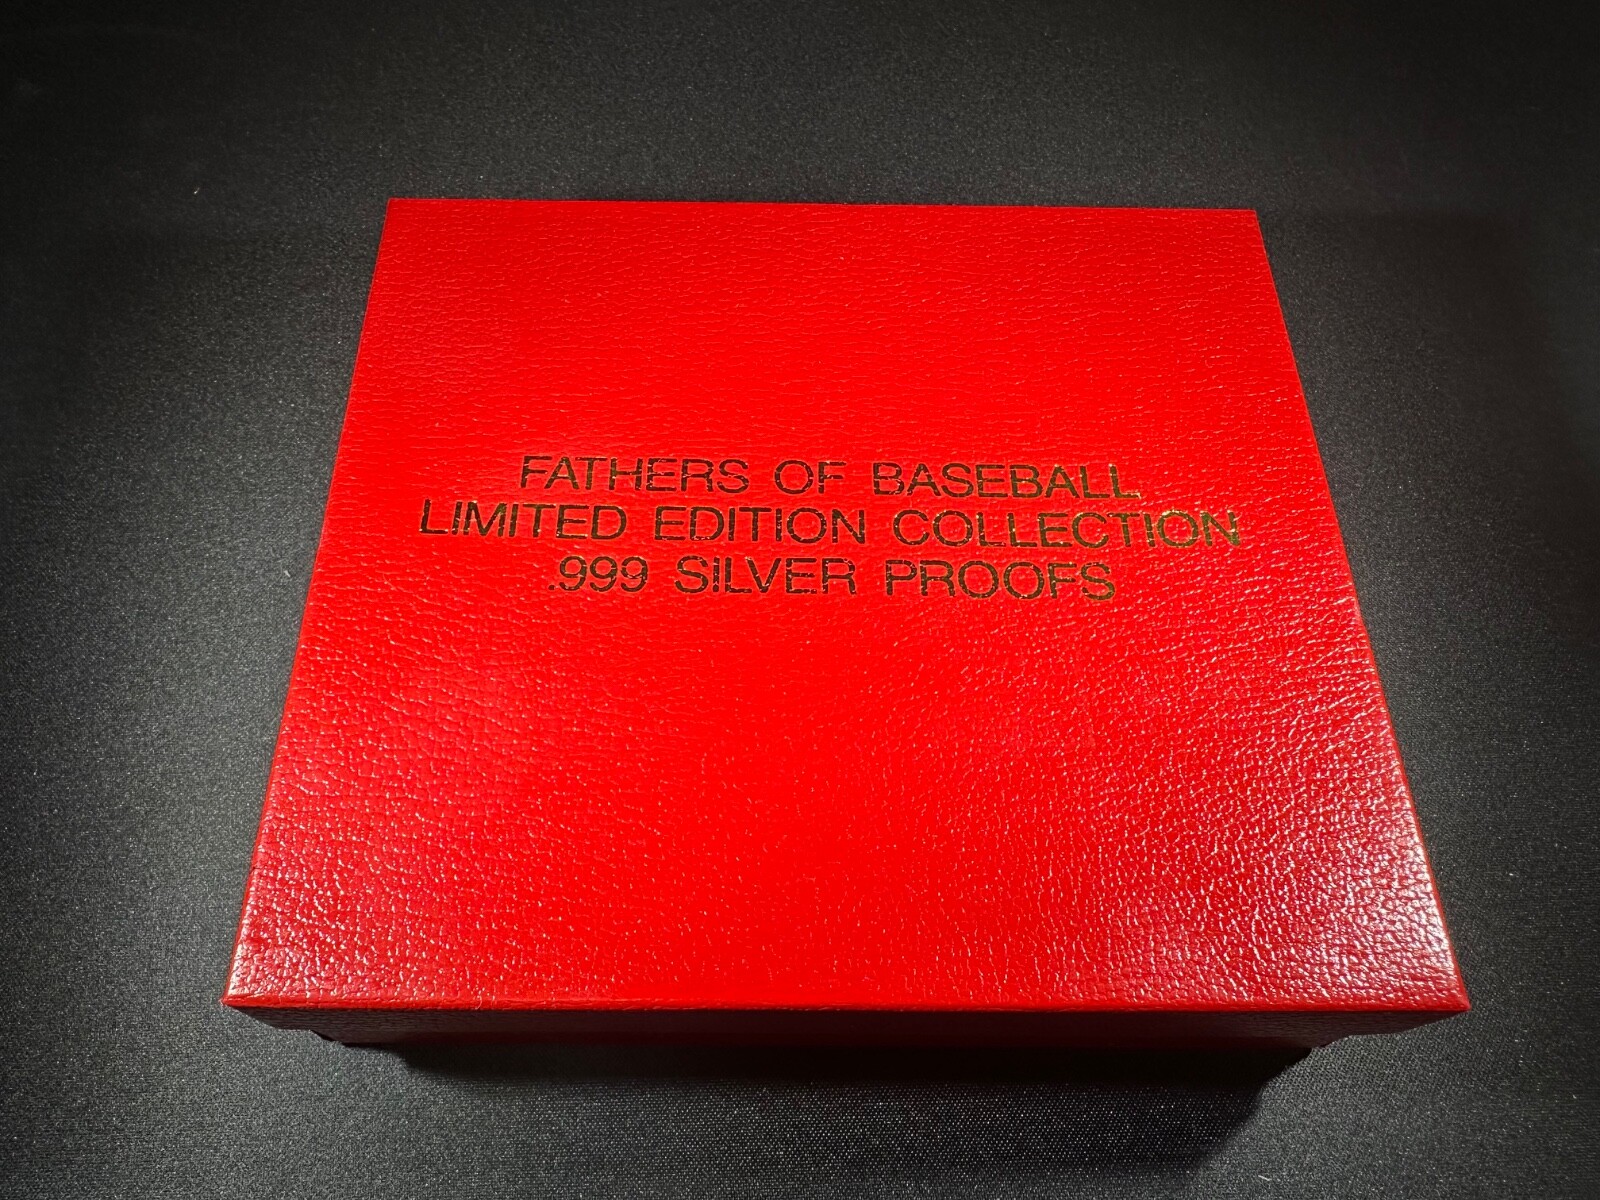 FATHERS OF BASEBALL
LIMITED EDITION COLLECTION
.999 SILVER PROOFS